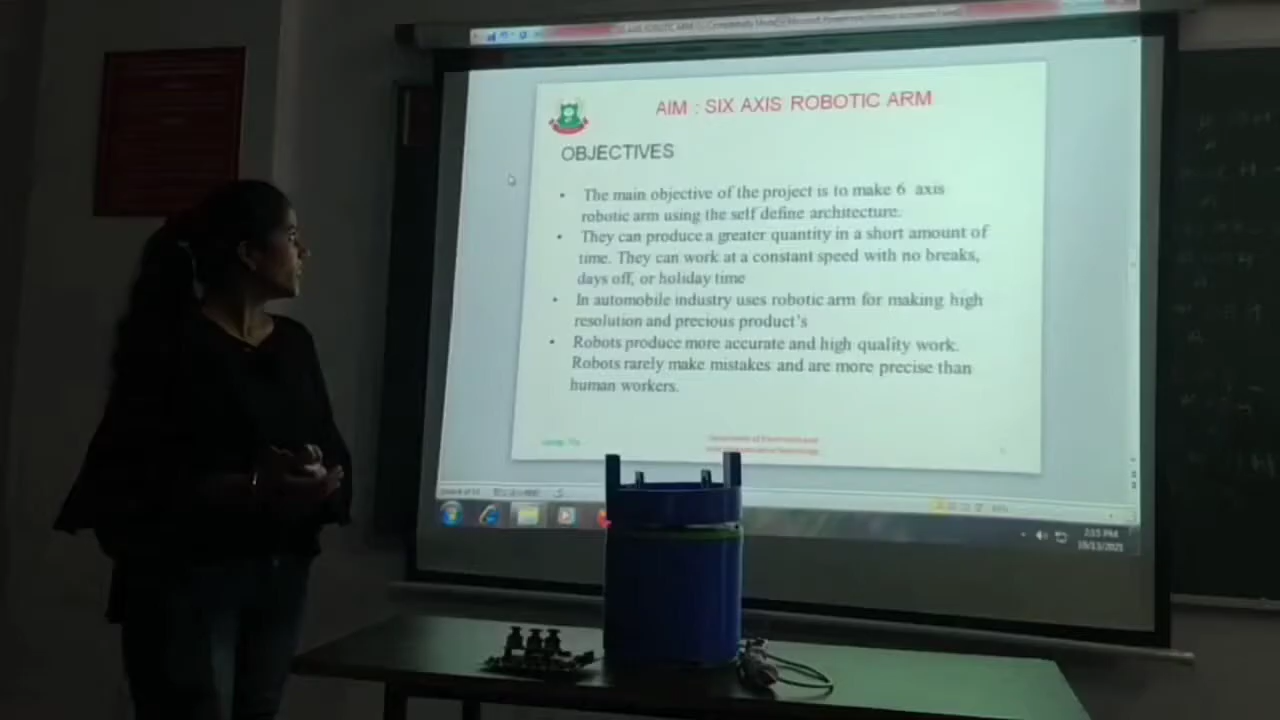 AIM : SIX AXIS ROBOTIC ARM
OBJECTIVES
• The main objective of the project is to make 6 axis
robotic arm using the self define architecture.
• They can produce a greater quantity in a short amount of
time. They can work at a constant speed with no breaks,
days off, or holiday time
• In automobile industry uses robotic arm for making high
resolution and precious product's
• Robots produce more accurate and high quality work.
Robots rarely make mistakes and are more precise than
human workers.
2:15 PM